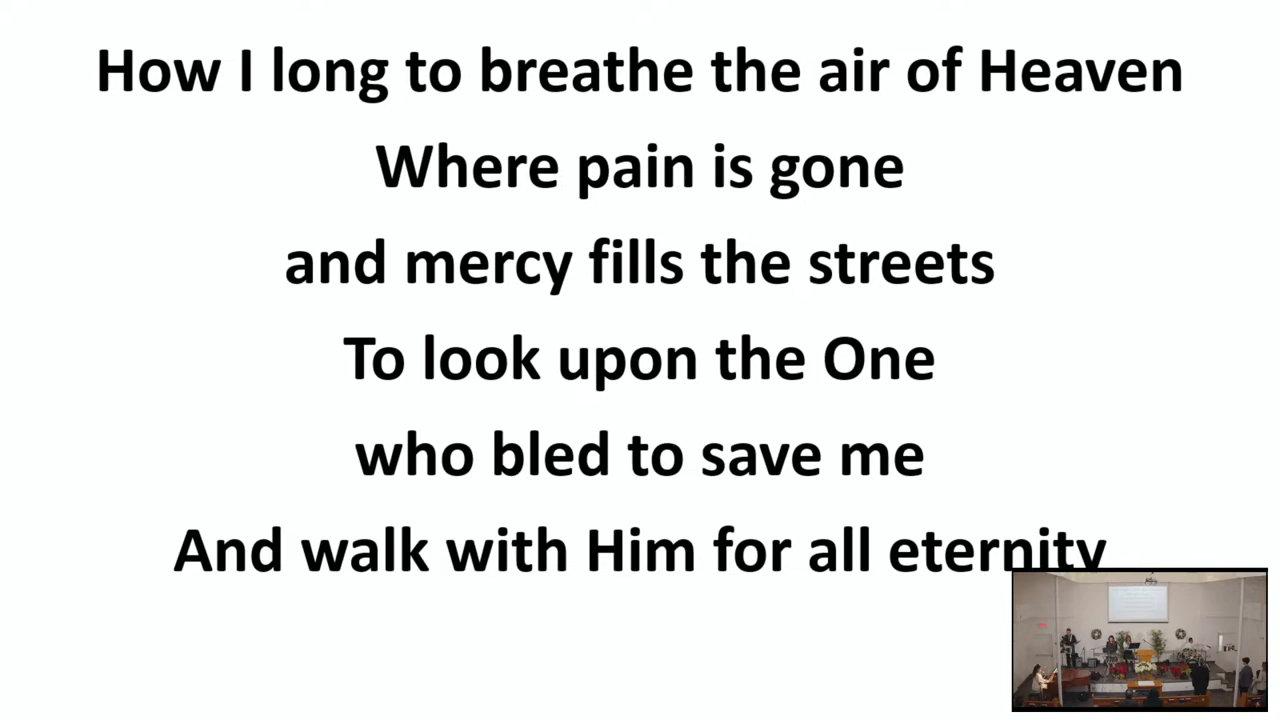 How I long to breathe the air of Heaven
Where pain is gone
and mercy fills the streets
To look upon the One
who bled to save me
And walk with Him for all eternity